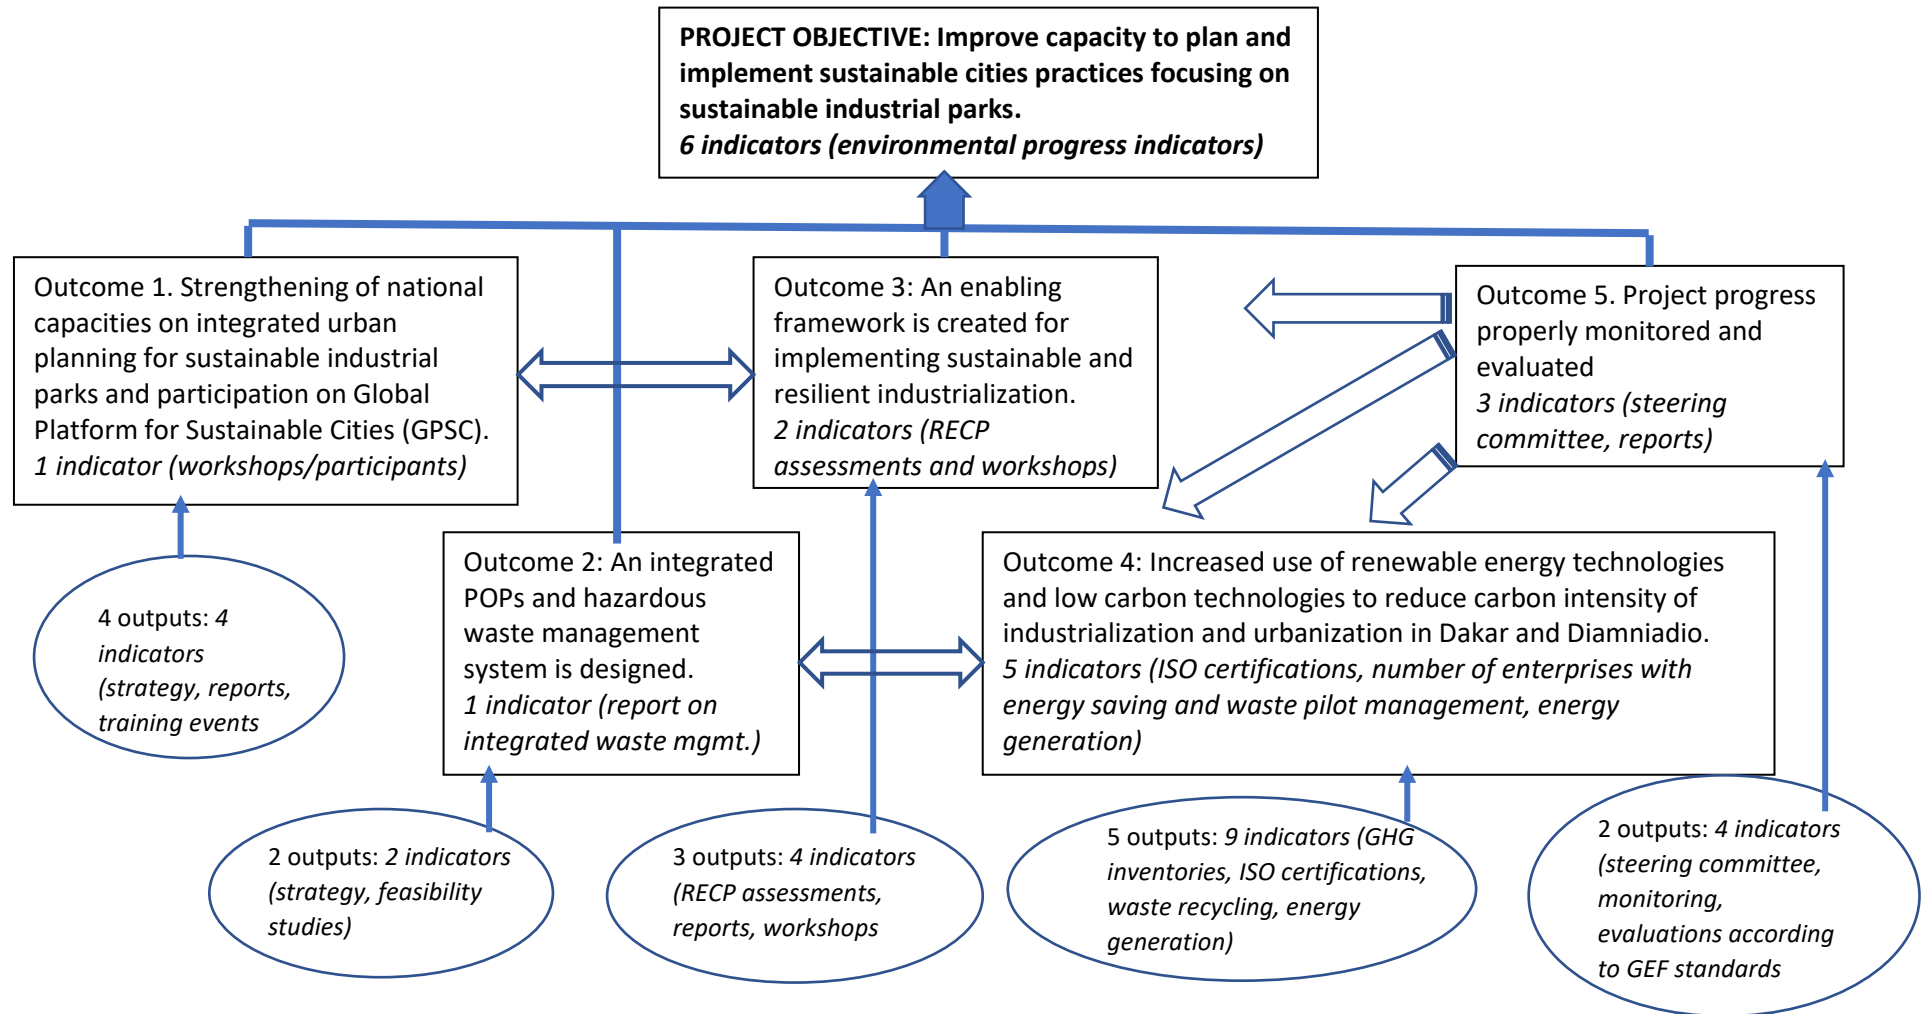 PROJECT OBJECTIVE: Improve capacity to plan and
implement sustainable cities practices focusing on
sustainable industrial parks.
6 indicators (environmental progress indicators)
Outcome 1. Strengthening of national
capacities on integrated urban
planning for sustainable industrial
parks and participation on Global
Platform for Sustainable Cities (GPSC).
1 indicator (workshops/participants)
Outcome 3: An enabling
framework is created for
implementing sustainable and
resilient industrialization.
2 indicators (RECP
assessments and workshops)
Outcome 5. Project progress
properly monitored and
evaluated
3 indicators (steering
committee, reports)
Outcome 2: An integrated
POPs and hazardous
waste management
system is designed.
1 indicator (report on
integrated waste mgmt.)
Outcome 4: Increased use of renewable energy technologies
and low carbon technologies to reduce carbon intensity of
industrialization and urbanization in Dakar and Diamniadio.
5 indicators (ISO certifications, number of enterprises with
energy saving and waste pilot management, energy
generation)
4 outputs: 4
indicators
(strategy, reports,
training events
2 outputs: 2 indicators
(strategy, feasibility
studies)
3 outputs: 4 indicators
(RECP assessments,
reports, workshops
5 outputs: 9 indicators (GHG
inventories, ISO certifications,
waste recycling, energy
generation)
2 outputs: 4 indicators
(steering committee,
monitoring,
evaluations according
to GEF standards